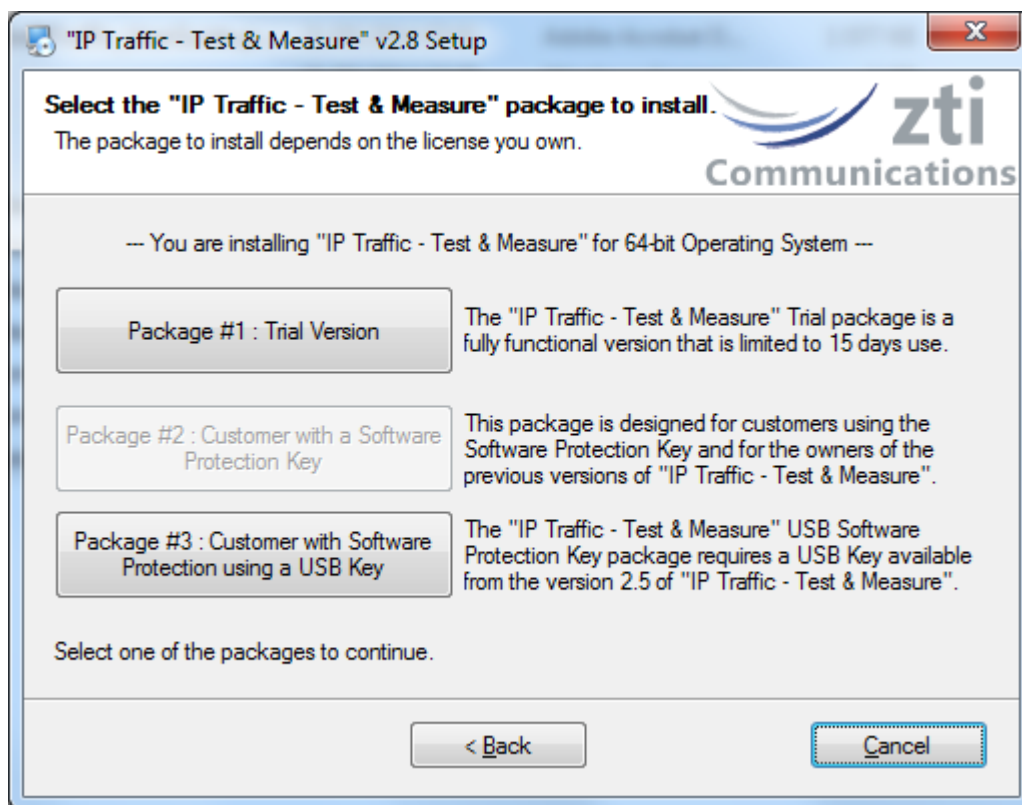 "IP Traffic - Test & Measure" v2.8 Setup
Select the "IP Traffic - Test & Measure" package to install.
The package to install depends on the license you own.
zti
Communications
--- You are installing "IP Traffic - Test & Measure" for 64-bit Operating System ---
Package #1 : Trial Version
The "IP Traffic - Test & Measure" Trial package is a
fully functional version that is limited to 15 days use.
Package #2 : Customer with a Software
Protection Key
This package is designed for customers using the
Software Protection Key and for the owners of the
previous versions of "IP Traffic - Test & Measure".
Package #3 : Customer with Software
Protection using a USB Key
The "IP Traffic - Test & Measure" USB Software
Protection Key package requires a USB Key available
from the version 2.5 of "IP Traffic - Test & Measure".
Select one of the packages to continue.
< Back
Cancel